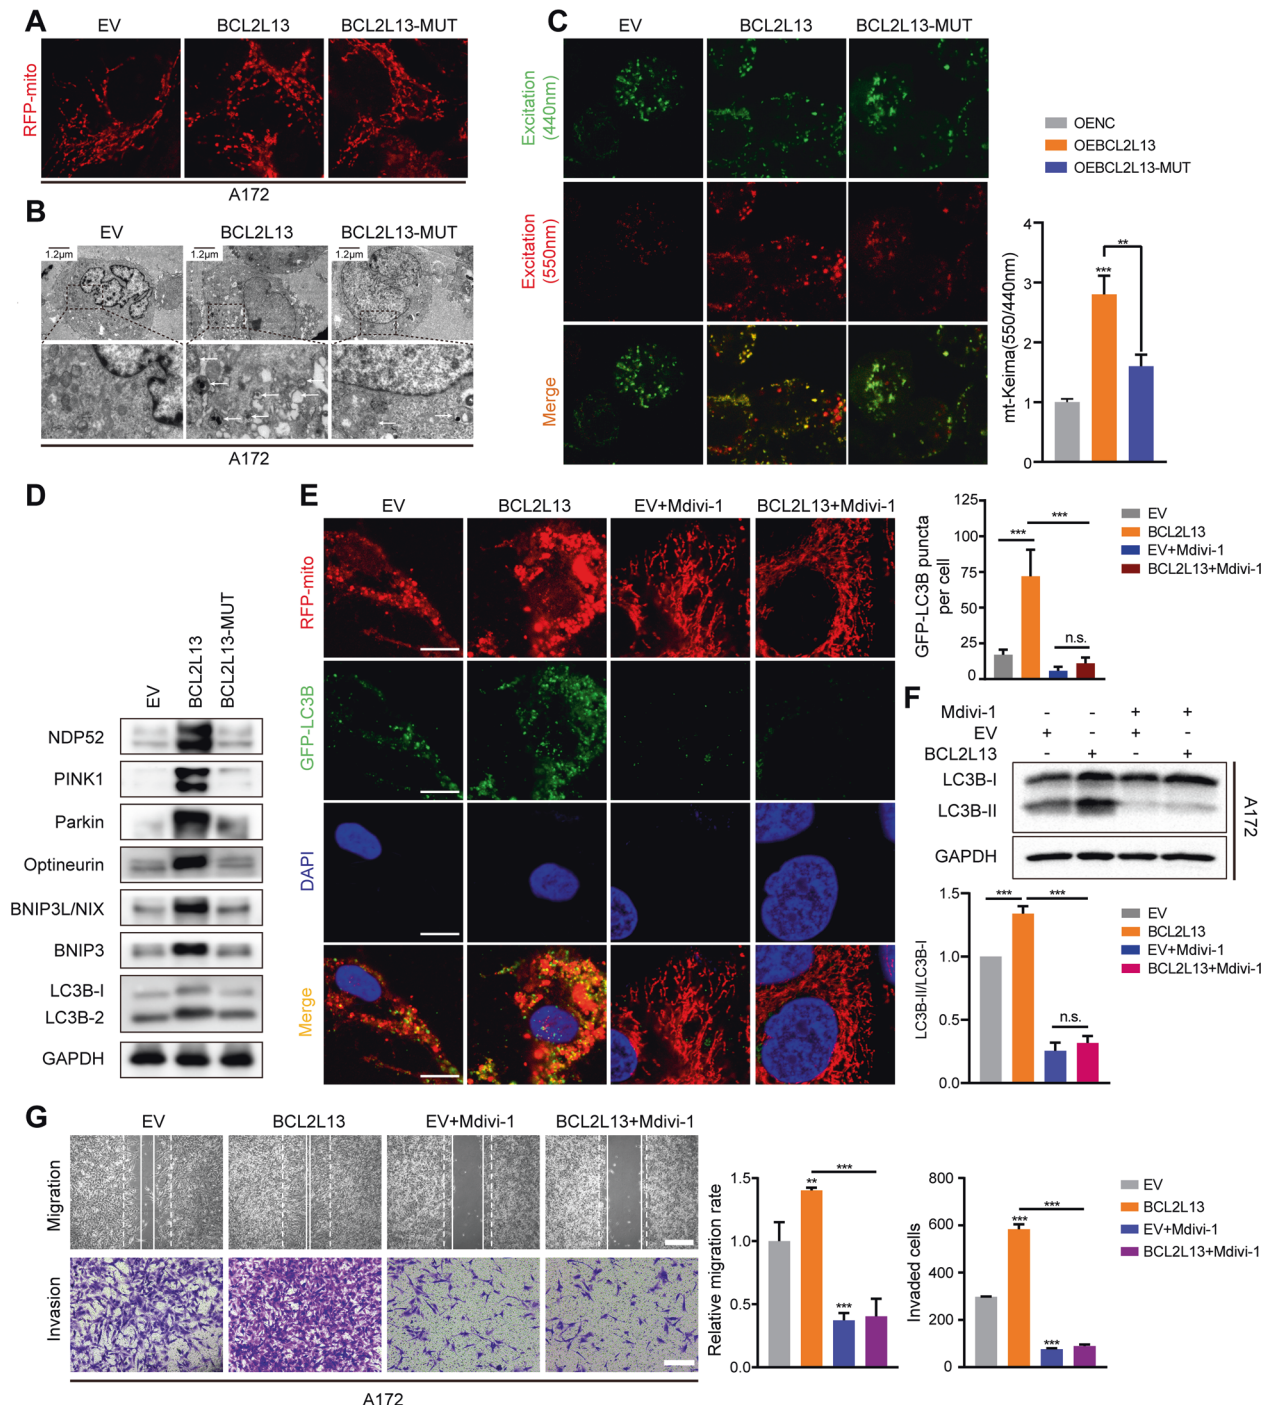 A
EV
BCL2L13
BCL2L13-MUT
RFP-mito
A172
B
EV
BCL2L13
BCL2L13-MUT
1.2μm
1.2μm
1.2μm
A172
C
EV
BCL2L13
BCL2L13-MUT
Excitation
(440nm)
Excitation
(550nm)
Merge
OENC
OEBCL2L13
OEBCL2L13-MUT
mt-Keima(550/440nm)
4
3
2
1
0
***
**
D
EV
BCL2L13
BCL2L13-MUT
NDP52
PINK1
Parkin
Optineurin
BNIP3L/NIX
BNIP3
LC3B-I
LC3B-2
GAPDH
E
EV
BCL2L13
EV+Mdivi-1
BCL2L13+Mdivi-1
RFP-mito
GFP-LC3B
DAPI
Merge
GFP-LC3B puncta
per cell
125
100
75
50
25
0
***
***
n.s.
EV
BCL2L13
EV+Mdivi-1
BCL2L13+Mdivi-1
F
Mdivi-1 - - + +
EV + - + -
BCL2L13 - + - +
LC3B-I
LC3B-II
GAPDH
A172
LC3B-II/LC3B-I
1.5
1.0
0.5
0.0
***
***
n.s.
EV
BCL2L13
EV+Mdivi-1
BCL2L13+Mdivi-1
G
EV
BCL2L13
EV+Mdivi-1
BCL2L13+Mdivi-1
Migration
Invasion
A172
Relative migration rate
1.5
1.0
0.5
0.0
**
***
***
Invaded cells
800
600
400
200
0
***
***
***
EV
BCL2L13
EV+Mdivi-1
BCL2L13+Mdivi-1